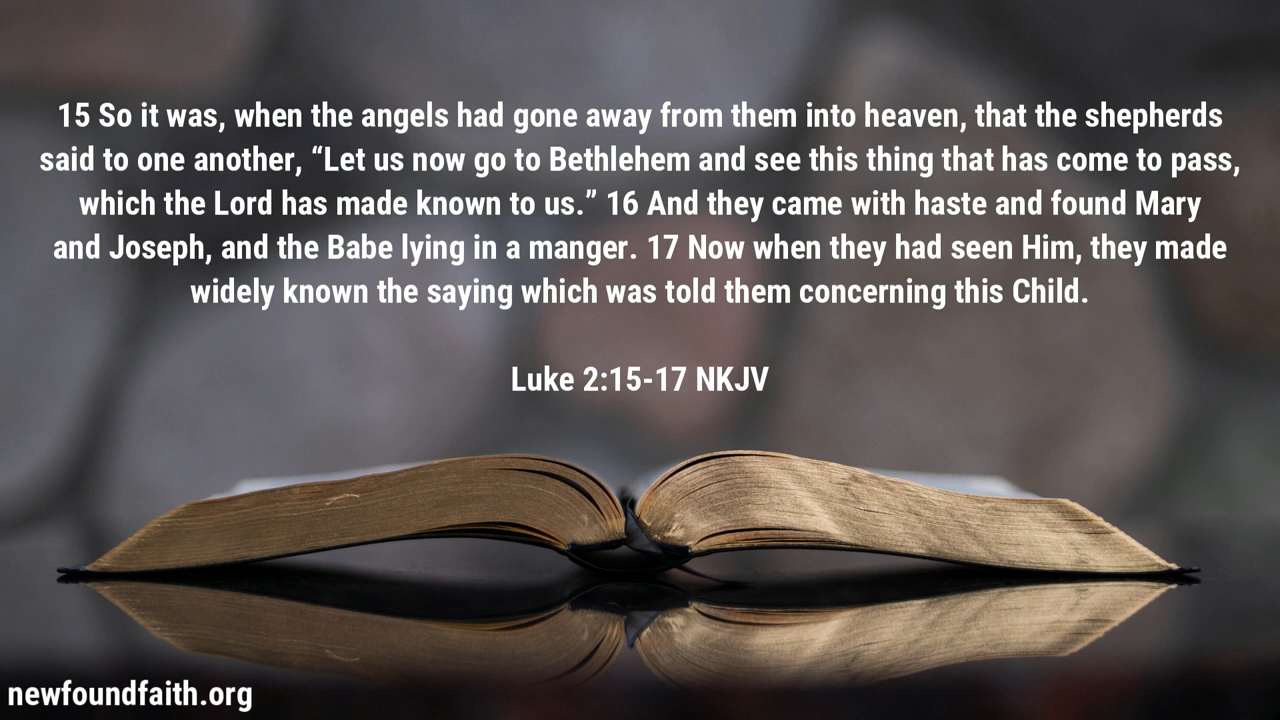 15 So it was, when the angels had gone away from them into heaven, that the shepherds
said to one another, “Let us now go to Bethlehem and see this thing that has come to pass,
which the Lord has made known to us.” 16 And they came with haste and found Mary
and Joseph, and the Babe lying in a manger. 17 Now when they had seen Him, they made
widely known the saying which was told them concerning this Child.
Luke 2:15-17 NKJV
newfoundfaith.org